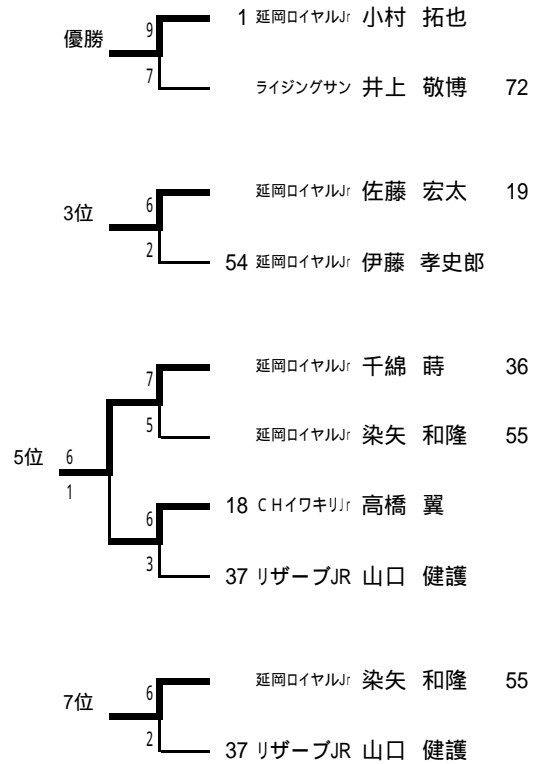 9 1 延岡ロイヤルJr 小村 拓也
優勝
7 ライジングサン 井上 敬博 72
6 延岡ロイヤルJr 佐藤 宏太 19
3位
2 54 延岡ロイヤルJr 伊藤 孝史郎
7 延岡ロイヤルJr 千綿 蒔 36
5 延岡ロイヤルJr 染矢 和隆 55
5位 6
1
6 18 CHイワキリJr 高橋 翼
3 37 リザーブJR 山口 健護
6 延岡ロイヤルJr 染矢 和隆 55
7位
2 37 リザーブJR 山口 健護